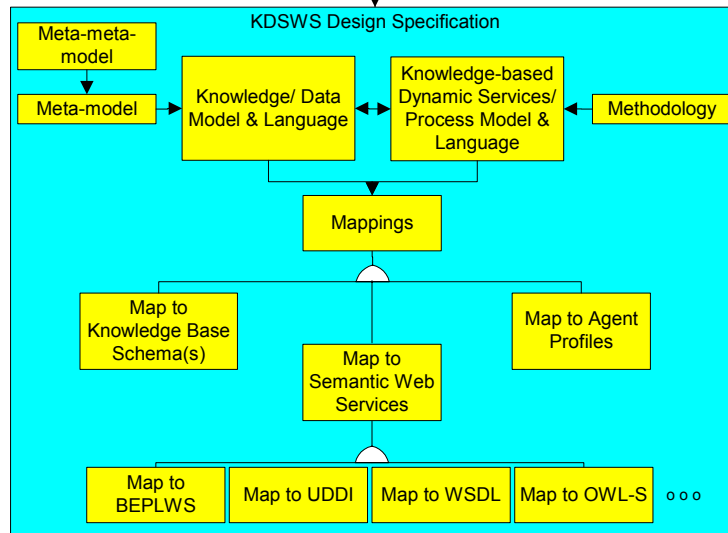 KDSWS Design Specification
Meta-meta-
model
Meta-model
Knowledge/ Data
Model & Language
Knowledge-based
Dynamic Services/
Process Model &
Language
Methodology
Mappings
Map to
Knowledge Base
Schema(s)
Map to
Semantic Web
Services
Map to Agent
Profiles
Map to
BEPLWS
Map to UDDI
Map to WSDL
Map to OWL-S
o o o